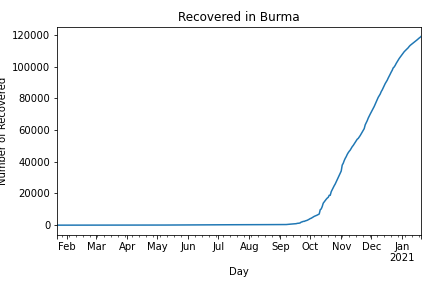 Recovered in Burma
120000
100000
80000
60000
40000
20000
0
Number of Recovered
Feb Mar Apr May Jun Jul Aug Sep Oct Nov Dec Jan
2021
Day